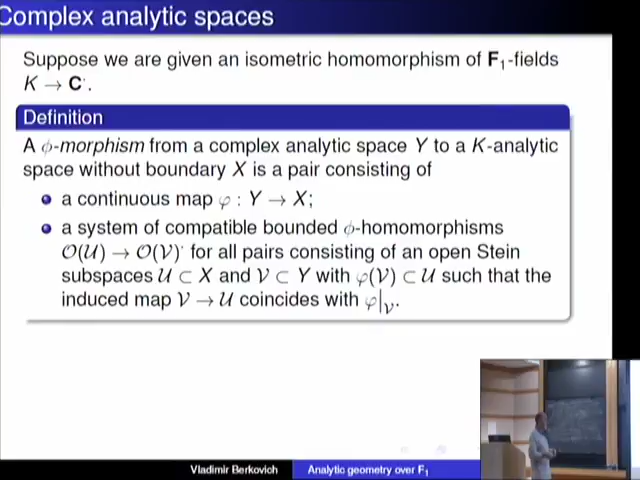 Complex analytic spaces
Suppose we are given an isometric homomorphism of F₁-fields
K → C˙.
Definition
A ϕ-morphism from a complex analytic space Y to a K-analytic
space without boundary X is a pair consisting of
a continuous map φ : Y → X;
a system of compatible bounded ϕ-homomorphisms
𝒪(𝒰) → 𝒪(𝒱)˙ for all pairs consisting of an open Stein
subspaces 𝒰 ⊂ X and 𝒱 ⊂ Y with φ(𝒱) ⊂ 𝒰 such that the
induced map 𝒱 → 𝒰 coincides with φ|𝒱.
Vladimir Berkovich Analytic geometry over F₁